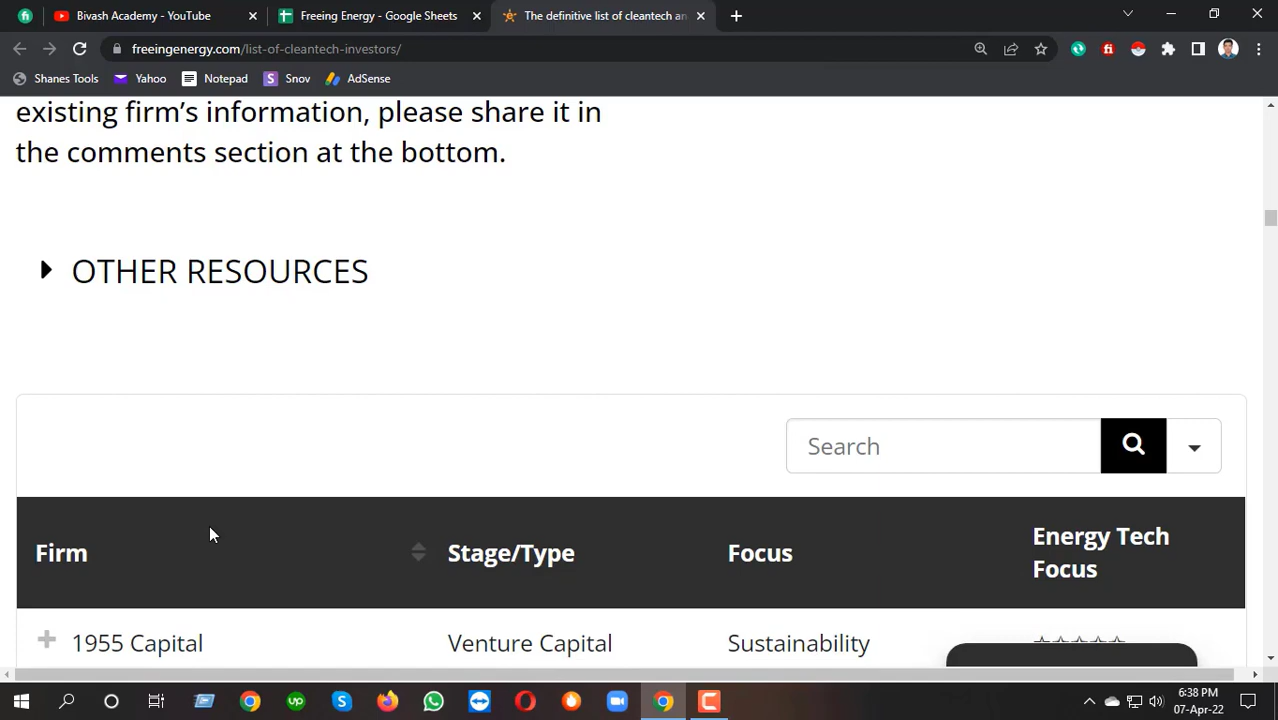 Bivash Academy - YouTube
Freeing Energy - Google Sheets
The definitive list of cleantech an
freeingenergy.com/list-of-cleantech-investors/
Shanes Tools
Yahoo
Notepad
Snov
AdSense
existing firm's information, please share it in
the comments section at the bottom.
OTHER RESOURCES
Search
Firm
Stage/Type
Focus
Energy Tech
Focus
1955 Capital
Venture Capital
Sustainability
6:38 PM
07-Apr-22